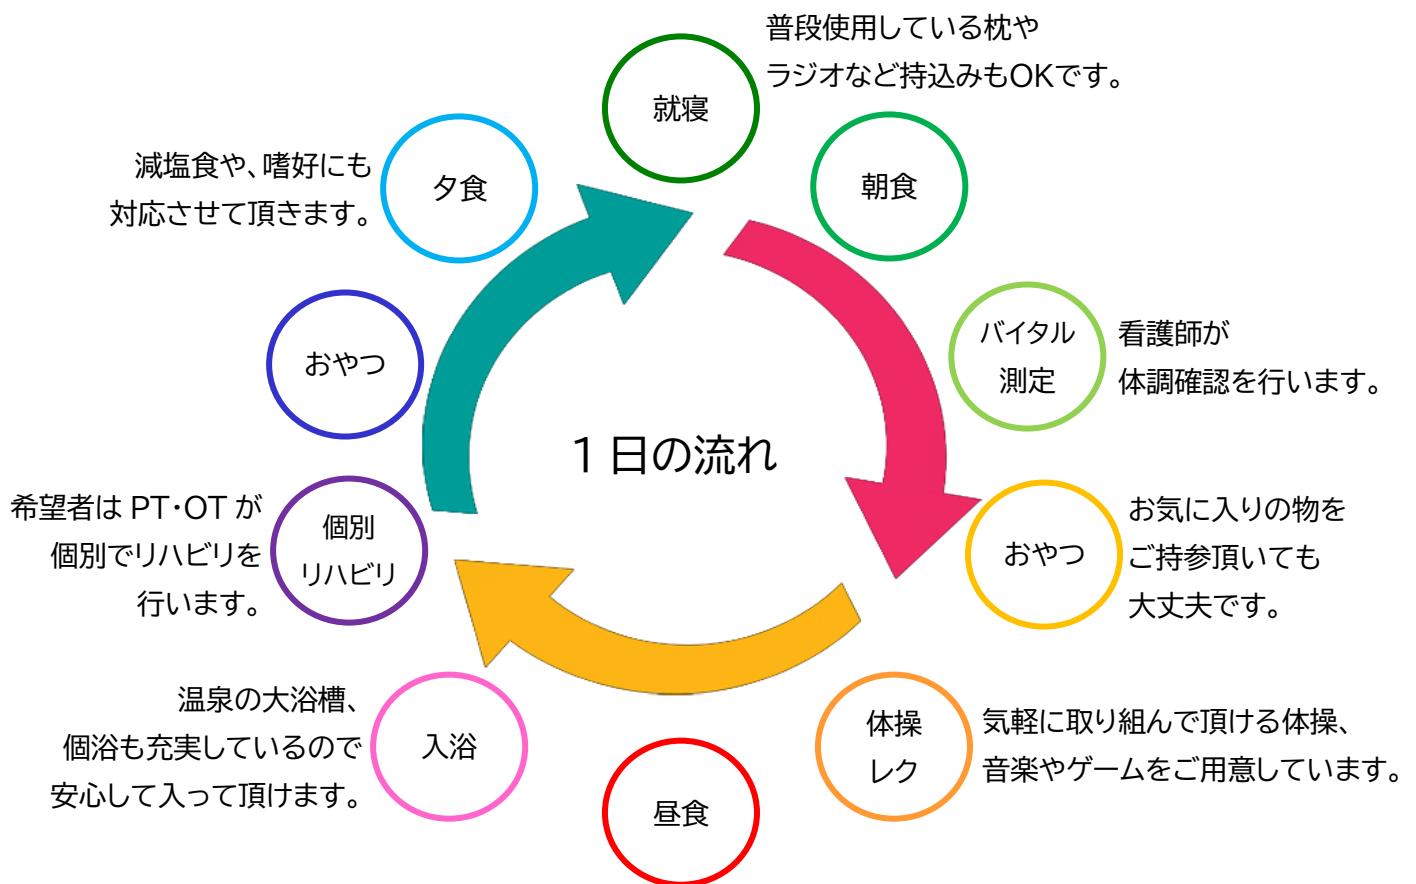 普段使用している枕や
ラジオなど持込みもOKです。
就寝
朝食
バイタル
測定
看護師が
体調確認を行います。
おやつ
お気に入りの物を
ご持参頂いても
大丈夫です。
体操
レク
気軽に取り組んで頂ける体操、
音楽やゲームをご用意しています。
昼食
入浴
温泉の大浴槽、
個浴も充実しているので
安心して入って頂けます。
個別
リハビリ
希望者は PT・OT が
個別でリハビリを
行います。
おやつ
夕食
減塩食や、嗜好にも
対応させて頂きます。
1日の流れ